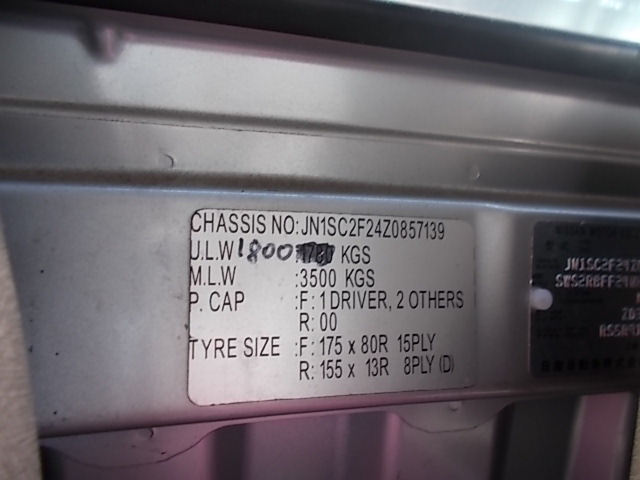 CHASSIS NO: JN1SC2F24Z0857139
U.L.W 1800 KGS
M.L.W :3500 KGS
P. CAP :F: 1 DRIVER, 2 OTHERS
R: 00
TYRE SIZE :F: 175 x 80R 15PLY
R: 155 x 13R 8PLY (D)